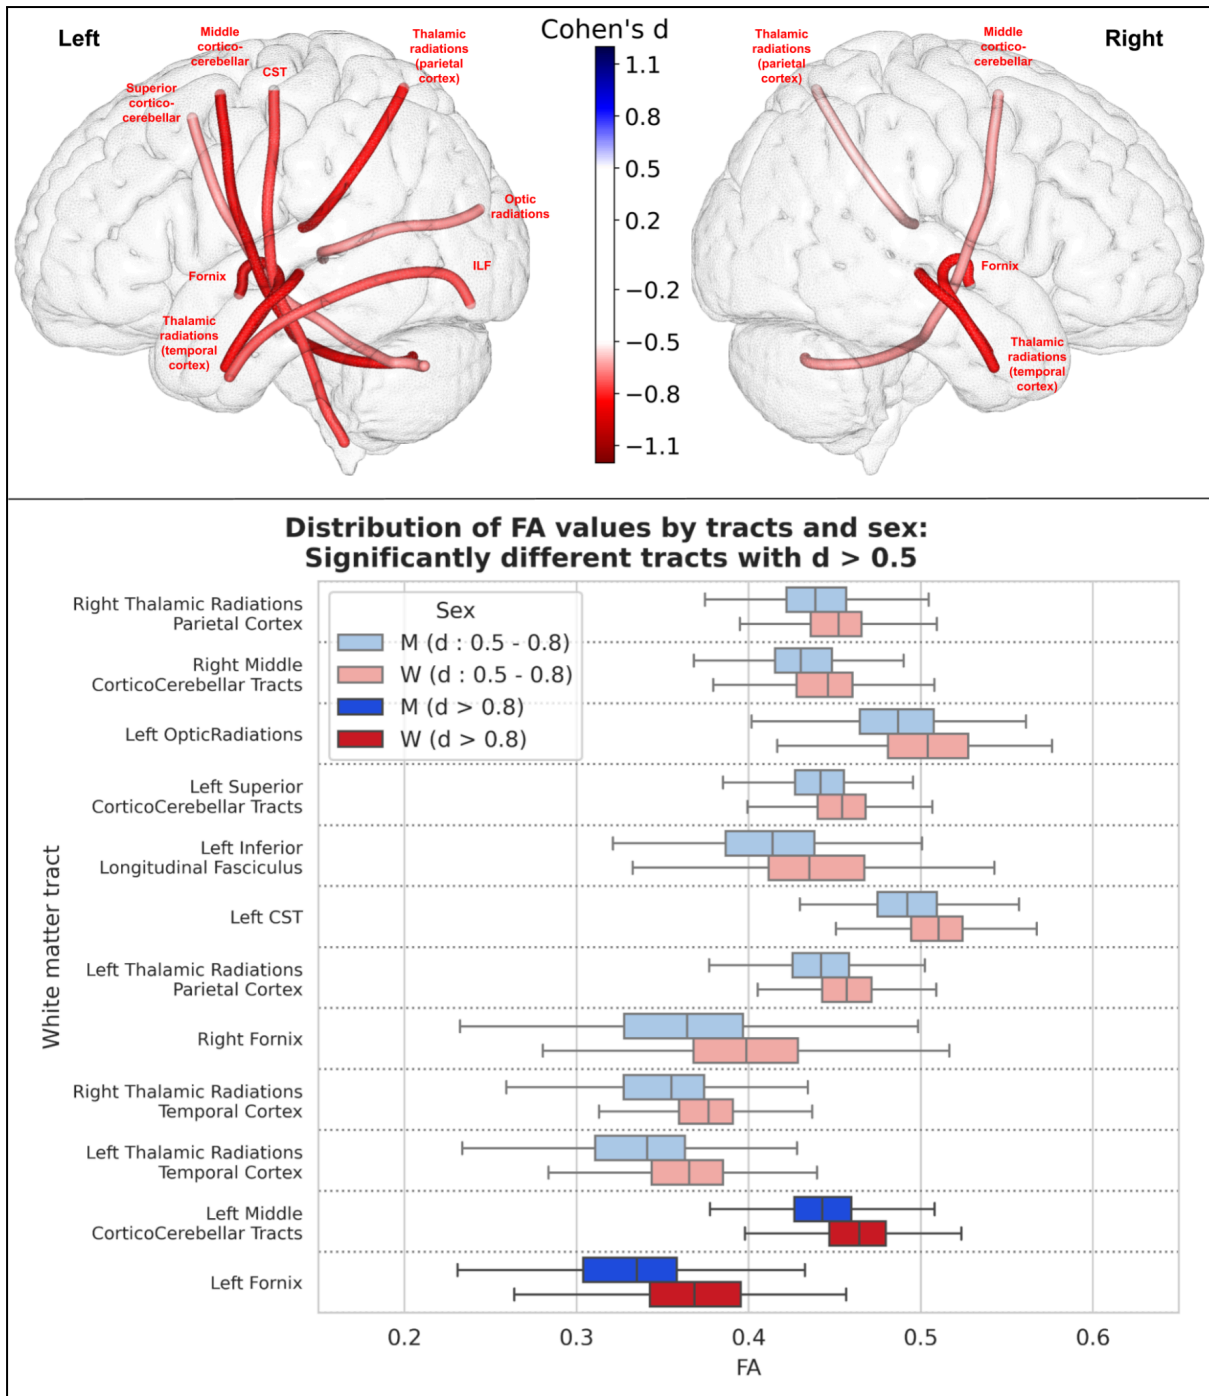 Left
Middle
cortico-
cerebellar
CST
Thalamic
radiations
(parietal
cortex)
Superior
cortico-
cerebellar
Optic
radiations
Fornix
ILF
Thalamic
radiations
(temporal
cortex)
Cohen's d
1.1
0.8
0.5
0.2
−0.2
−0.5
−0.8
−1.1
Right
Thalamic
radiations
(parietal
cortex)
Middle
cortico-
cerebellar
Fornix
Thalamic
radiations
(temporal
cortex)
Distribution of FA values by tracts and sex:
Significantly different tracts with d > 0.5
Sex
M (d : 0.5 - 0.8)
W (d : 0.5 - 0.8)
M (d > 0.8)
W (d > 0.8)
White matter tract
Right Thalamic Radiations
Parietal Cortex
Right Middle
CorticoCerebellar Tracts
Left OpticRadiations
Left Superior
CorticoCerebellar Tracts
Left Inferior
Longitudinal Fasciculus
Left CST
Left Thalamic Radiations
Parietal Cortex
Right Fornix
Right Thalamic Radiations
Temporal Cortex
Left Thalamic Radiations
Temporal Cortex
Left Middle
CorticoCerebellar Tracts
Left Fornix
0.2 0.3 0.4 0.5 0.6
FA